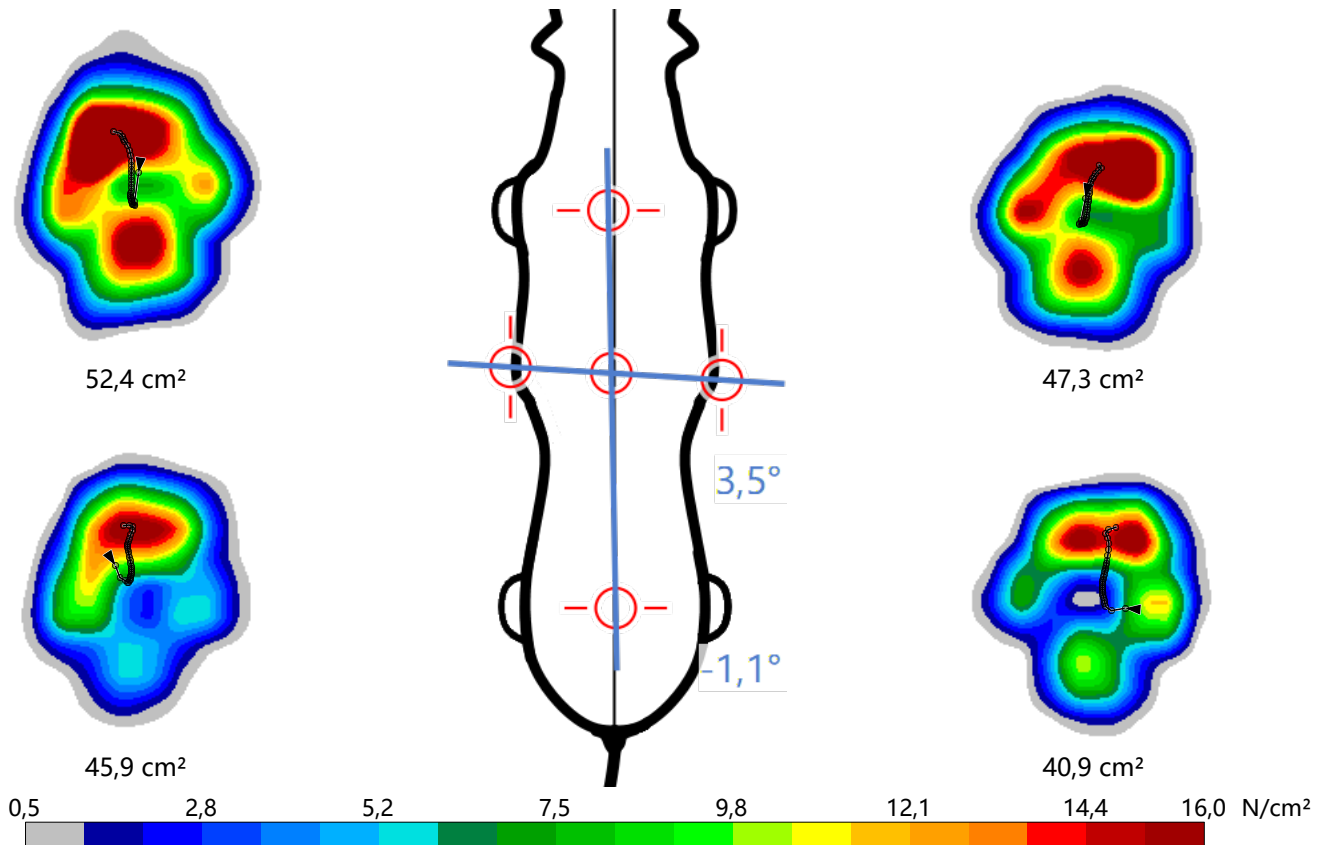 52,4 cm²
47,3 cm²
3,5°
-1,1°
45,9 cm²
40,9 cm²
0,5 2,8 5,2 7,5 9,8 12,1 14,4 16,0 N/cm²